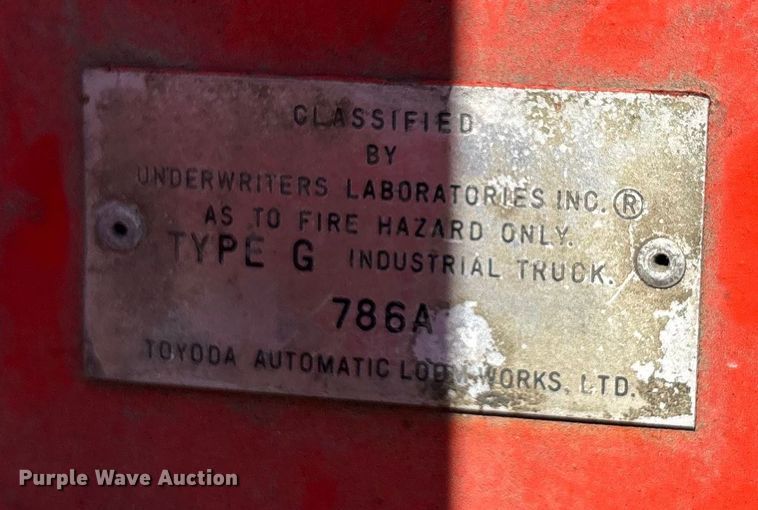 CLASSIFIED
BY
UNDERWRITERS LABORATORIES INC.®
AS TO FIRE HAZARD ONLY.
TYPE G INDUSTRIAL TRUCK.
786A
TOYODA AUTOMATIC LOOM WORKS, LTD.
Purple Wave Auction